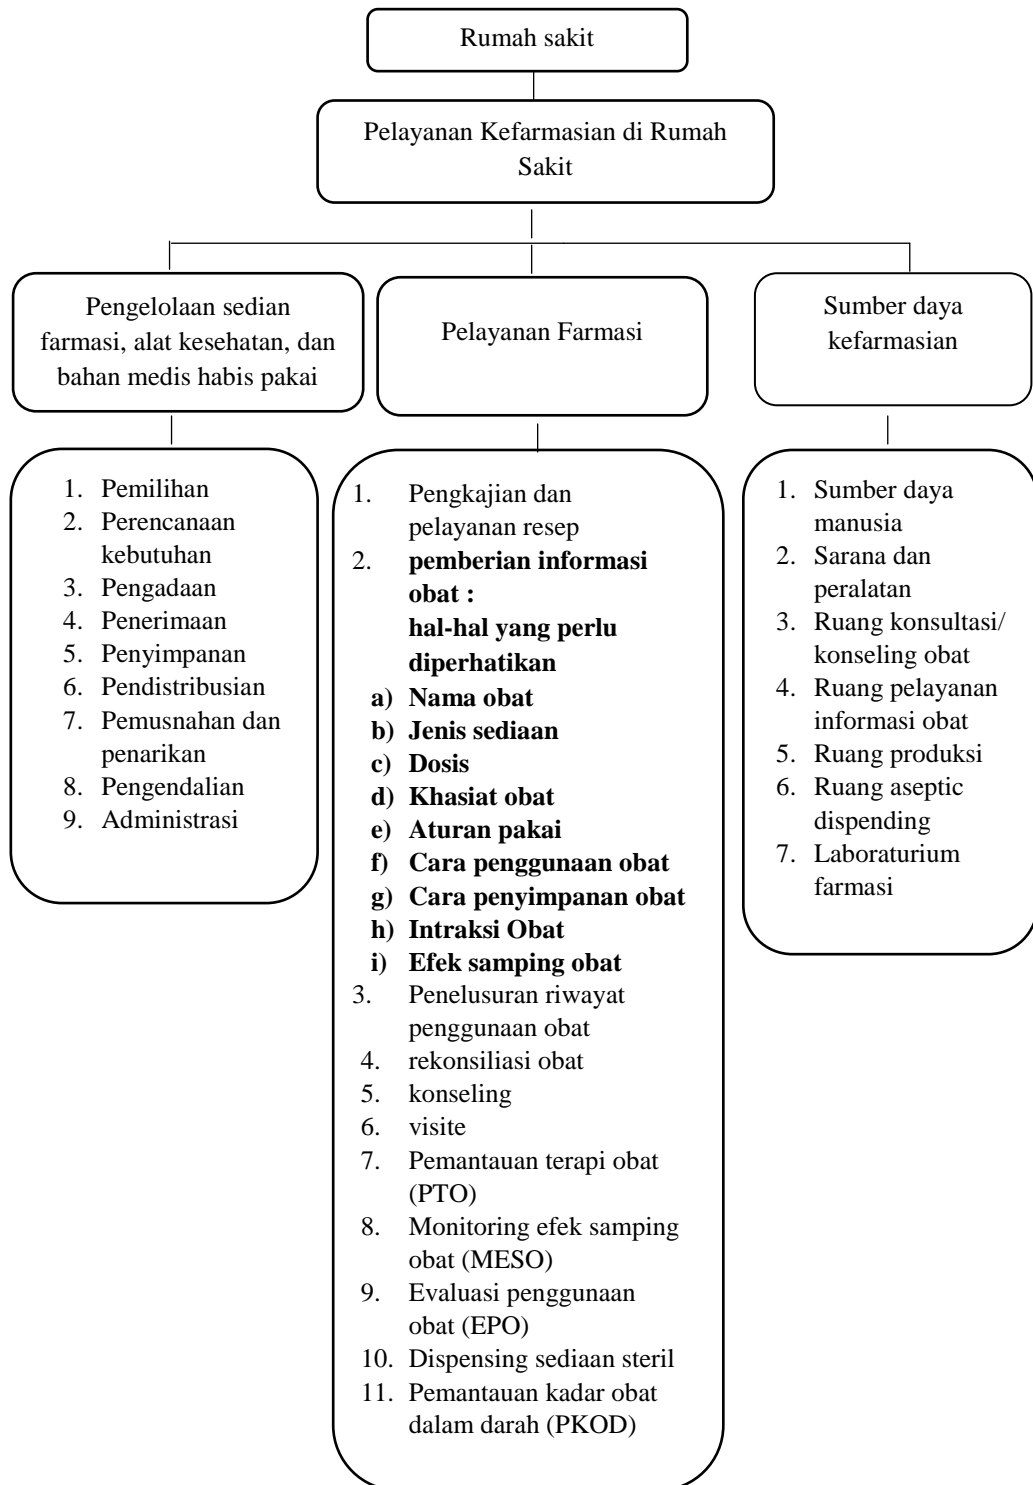 Rumah sakit
Pelayanan Kefarmasian di Rumah
Sakit
Pengelolaan sedian
farmasi, alat kesehatan, dan
bahan medis habis pakai
Pelayanan Farmasi
Sumber daya
kefarmasian
1. Pemilihan
2. Perencanaan
kebutuhan
3. Pengadaan
4. Penerimaan
5. Penyimpanan
6. Pendistribusian
7. Pemusnahan dan
penarikan
8. Pengendalian
9. Administrasi
1. Pengkajian dan
pelayanan resep
2. pemberian informasi
obat :
hal-hal yang perlu
diperhatikan
a) Nama obat
b) Jenis sediaan
c) Dosis
d) Khasiat obat
e) Aturan pakai
f) Cara penggunaan obat
g) Cara penyimpanan obat
h) Intraksi Obat
i) Efek samping obat
3. Penelusuran riwayat
penggunaan obat
4. rekonsiliasi obat
5. konseling
6. visite
7. Pemantauan terapi obat
(PTO)
8. Monitoring efek samping
obat (MESO)
9. Evaluasi penggunaan
obat (EPO)
10. Dispensing sediaan steril
11. Pemantauan kadar obat
dalam darah (PKOD)
1. Sumber daya
manusia
2. Sarana dan
peralatan
3. Ruang konsultasi/
konseling obat
4. Ruang pelayanan
informasi obat
5. Ruang produksi
6. Ruang aseptic
dispending
7. Laboraturium
farmasi